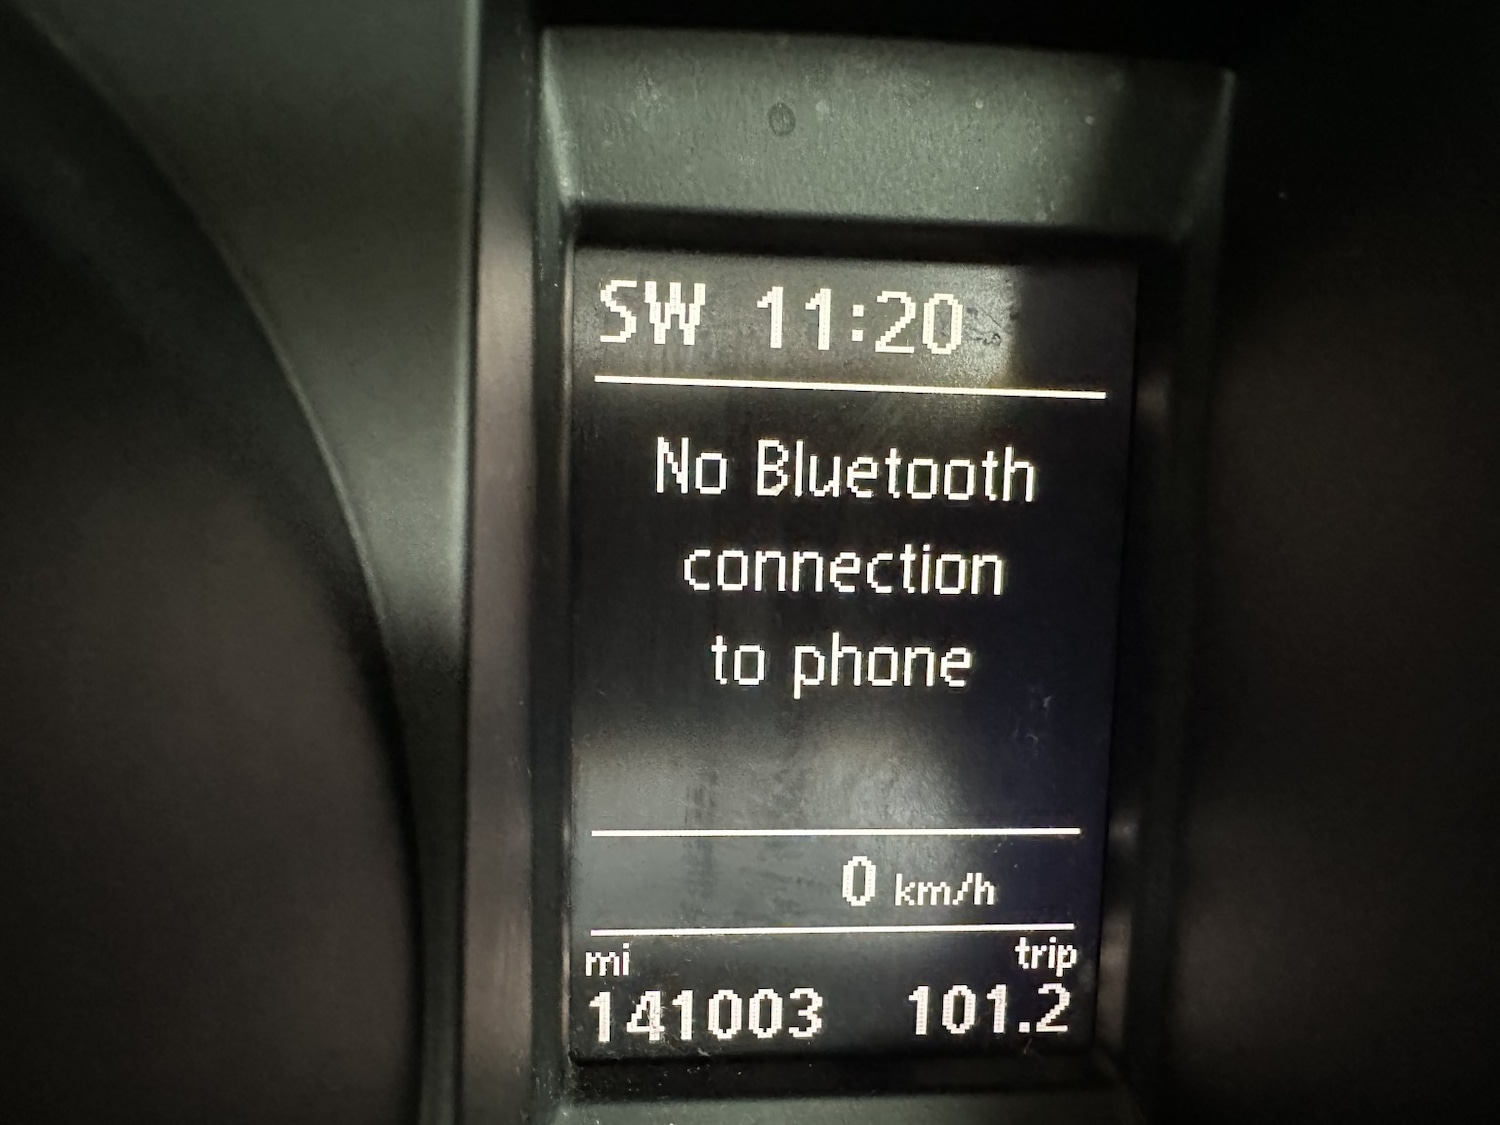 SW 11:20
No Bluetooth
connection
to phone
0 km/h
mi trip
141003 101.2